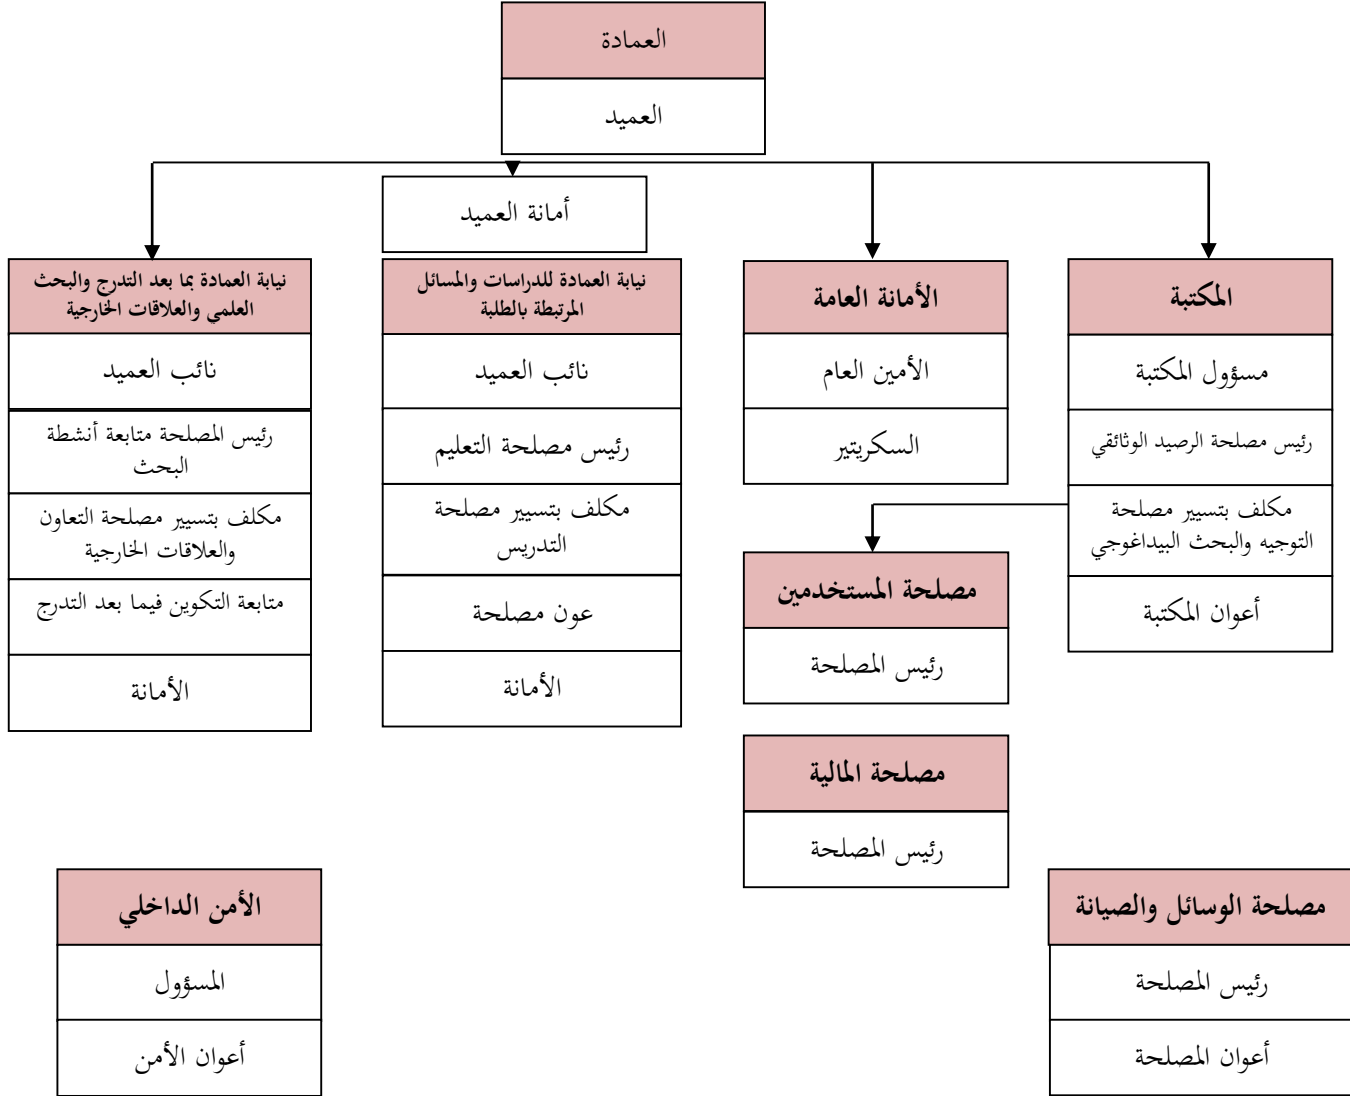 العمادة
العميد
أمانة العميد
المكتبة
مسؤول المكتبة
رئيس مصلحة الرصيد الوثائقي
مكلف بتسيير مصلحة
التوجيه والبحث البيداغوجي
أعوان المكتبة
الأمانة العامة
الأمين العام
السكريتير
مصلحة المستخدمين
رئيس المصلحة
مصلحة المالية
رئيس المصلحة
نيابة العمادة للدراسات والمسائل
المرتبطة بالطلبة
نائب العميد
رئيس مصلحة التعليم
مكلف بتسيير مصلحة
التدريس
عون مصلحة
الأمانة
نيابة العمادة بما بعد التدرج والبحث
العلمي والعلاقات الخارجية
نائب العميد
رئيس المصلحة متابعة أنشطة
البحث
مكلف بتسيير مصلحة التعاون
والعلاقات الخارجية
متابعة التكوين فيما بعد التدرج
الأمانة
مصلحة الوسائل والصيانة
رئيس المصلحة
أعوان المصلحة
الأمن الداخلي
المسؤول
أعوان الأمن